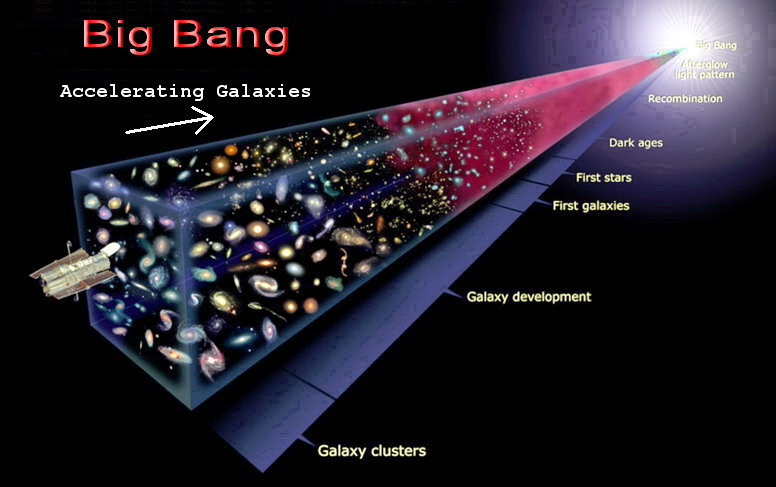 Big Bang
Accelerating Galaxies
Big Bang
Afterglow
light pattern
Recombination
Dark ages
First stars
First galaxies
Galaxy development
Galaxy clusters